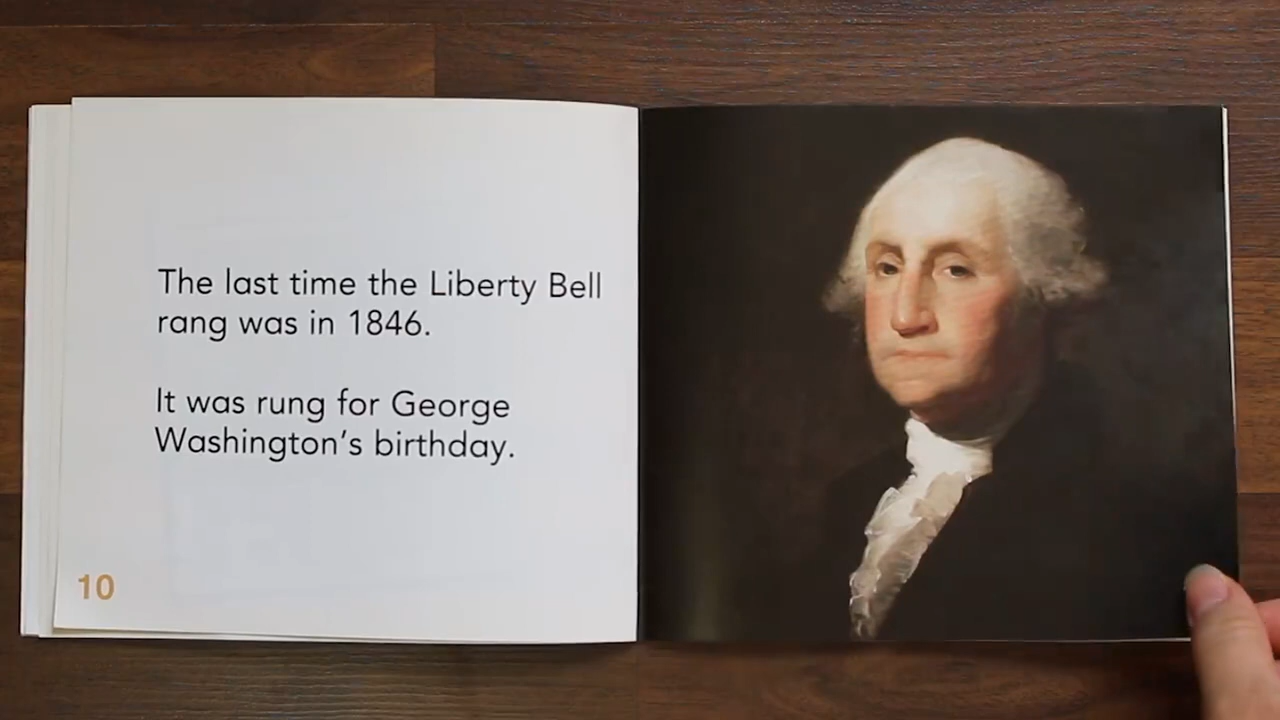 The last time the Liberty Bell
rang was in 1846.
It was rung for George
Washington's birthday.
10